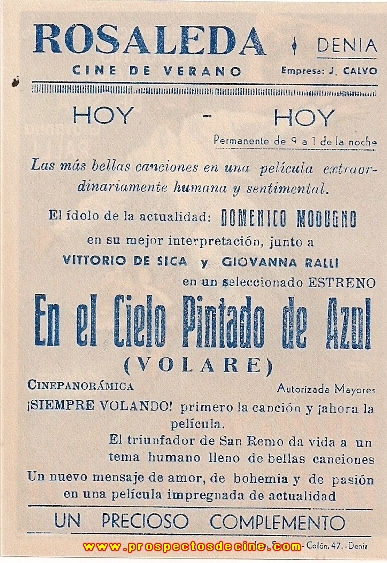 ROSALEDA DENIA
CINE DE VERANO Empresa: J. CALVO
HOY - HOY
Permanente de 9 a 1 de la noche
Las más bellas canciones en una película extraor-
dinariamente humana y sentimental.
El ídolo de la actualidad: DOMENICO MODUGNO
en su mejor interpretación, junto a
VITTORIO DE SICA y GIOVANNA RALLI
en un seleccionado ESTRENO
En el Cielo Pintado de Azul
(VOLARE)
CINEPANORÁMICA Autorizada Mayores
¡SIEMPRE VOLANDO! primero la canción y ¡ahora la
película.
El triunfador de San Remo da vida a un
tema humano lleno de bellas canciones
Un nuevo mensaje de amor, de bohemia y de pasión
en una película impregnada de actualidad
UN PRECIOSO COMPLEMENTO
www.prospectosdecine.com Colón, 47. - Denia